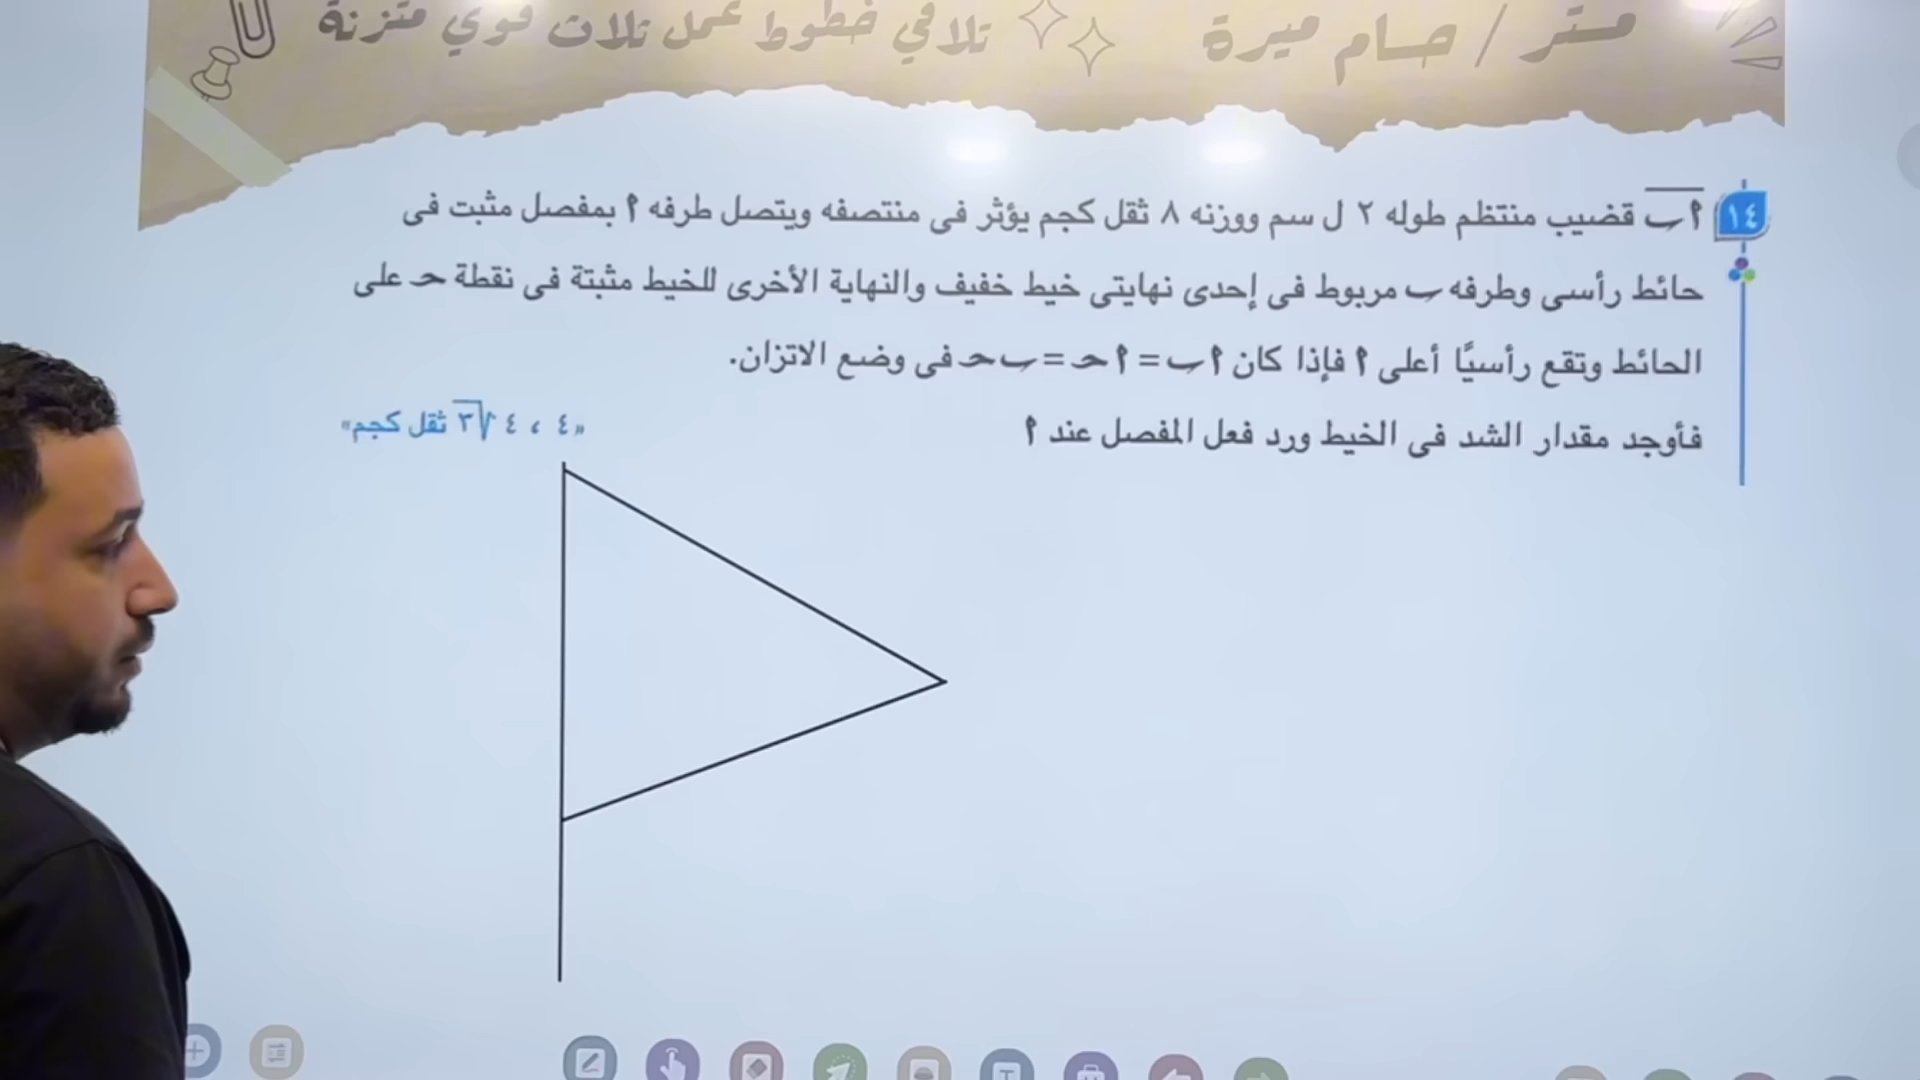 مستر / حسام ميرة
تلاقي خطوط عمل تلاث قوي متزنة
١٤
أب قضيب منتظم طوله ٢ ل سم ووزنه ٨ ثقل كجم يؤثر فى منتصفه ويتصل طرفه أ بمفصل مثبت فى
حائط رأسى وطرفه ب مربوط فى إحدى نهايتى خيط خفيف والنهاية الأخرى للخيط مثبتة فى نقطة حـ على
الحائط وتقع رأسيًا أعلى أ فإذا كان أب = أحـ = بحـ فى وضع الاتزان.
فأوجد مقدار الشد فى الخيط ورد فعل المفصل عند أ
«٤ ، ٤ √٣ ثقل كجم»